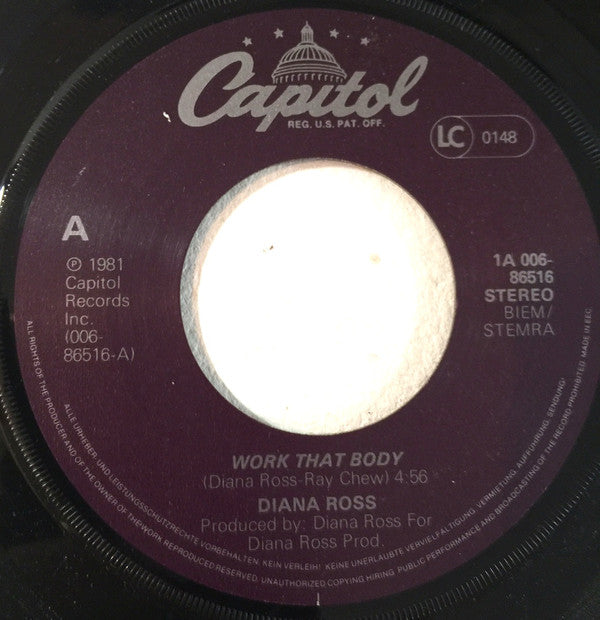 Capitol
REG. U.S. PAT. OFF.
LC 0148
A
℗ 1981
Capitol
Records
Inc.
(006-
86516-A)
1A 006-
86516
STEREO
BIEM/
STEMRA
WORK THAT BODY
(Diana Ross-Ray Chew) 4:56
DIANA ROSS
Produced by: Diana Ross For
Diana Ross Prod.
ALLE URHEBER- UND LEISTUNGSSCHUTZRECHTE VORBEHALTEN. KEIN VERLEIH! KEINE UNERLAUBTE VERVIELFÄLTIGUNG, VERMIETUNG, AUFFÜHRUNG, SENDUNG!
ALL RIGHTS OF THE PRODUCER AND OF THE OWNER OF THE WORK REPRODUCED RESERVED. UNAUTHORIZED COPYING HIRING, PUBLIC PERFORMANCE AND BROADCASTING OF THE RECORD PROHIBITED. MADE IN EEC